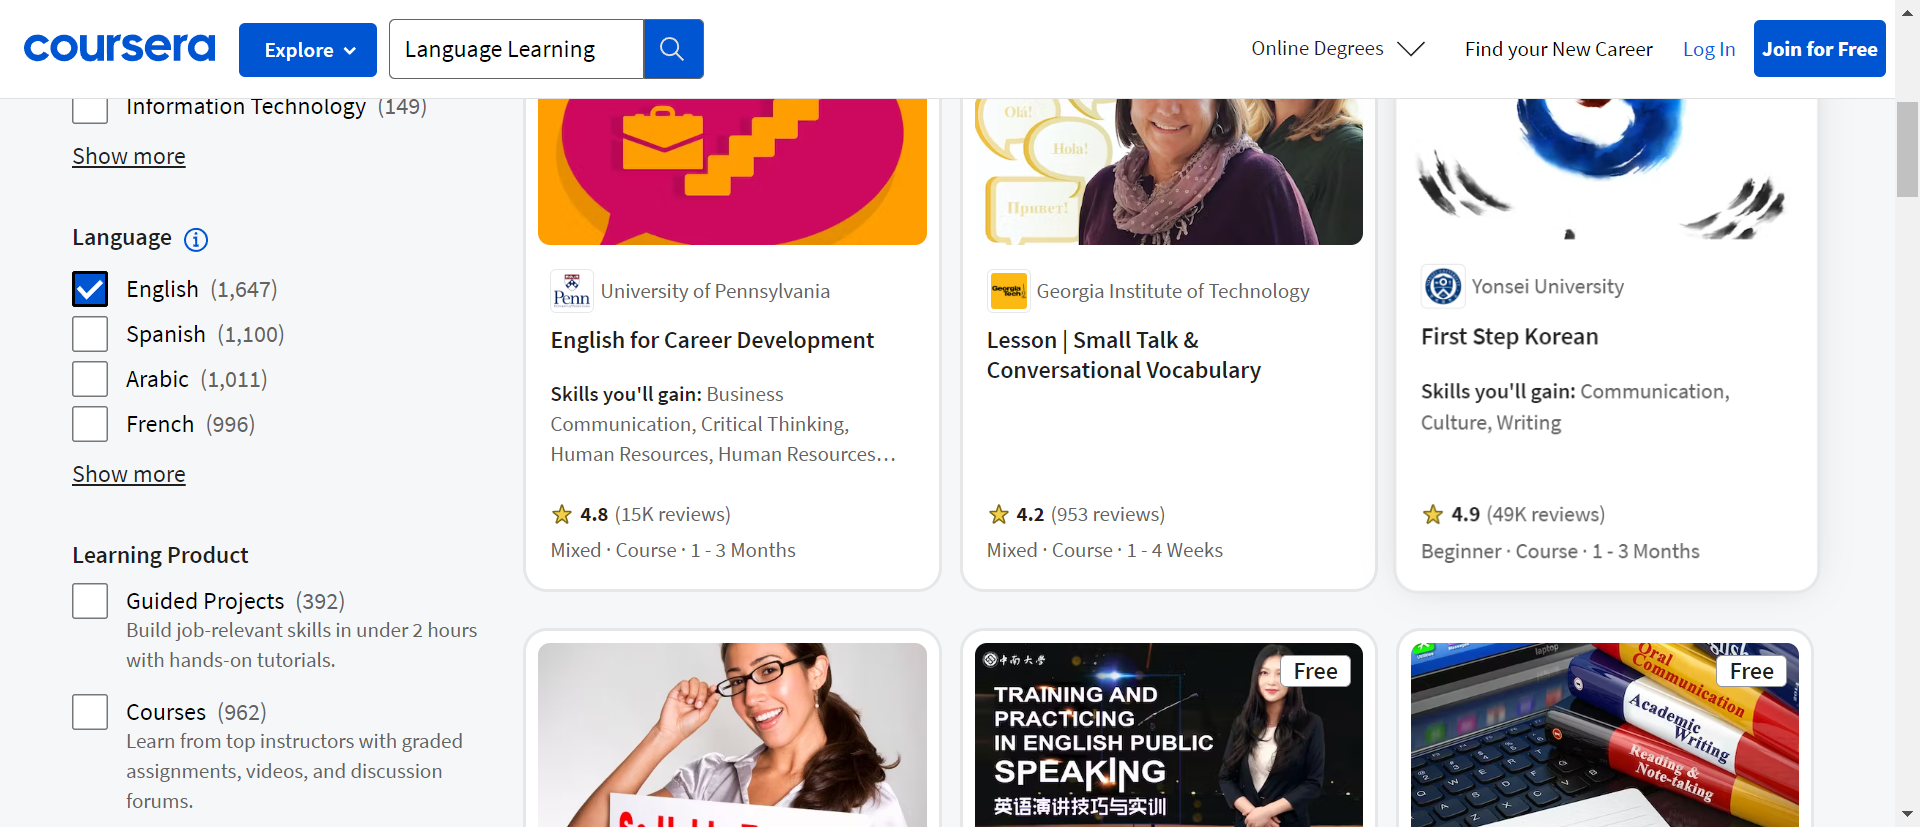 coursera
Explore
Language Learning
Online Degrees
Find your New Career
Log In
Join for Free
Information Technology (149)
Show more
Language
English (1,647)
Spanish (1,100)
Arabic (1,011)
French (996)
Show more
Learning Product
Guided Projects (392)
Build job-relevant skills in under 2 hours
with hands-on tutorials.
Courses (962)
Learn from top instructors with graded
assignments, videos, and discussion
forums.
Penn
University of Pennsylvania
English for Career Development
Skills you'll gain: Business
Communication, Critical Thinking,
Human Resources, Human Resources…
4.8 (15K reviews)
Mixed · Course · 1 - 3 Months
Olá!
Hola!
Привет!
Georgia
Tech
Georgia Institute of Technology
Lesson | Small Talk &
Conversational Vocabulary
4.2 (953 reviews)
Mixed · Course · 1 - 4 Weeks
Yonsei University
First Step Korean
Skills you'll gain: Communication,
Culture, Writing
4.9 (49K reviews)
Beginner · Course · 1 - 3 Months
中南大学
Free
TRAINING AND
PRACTICING
IN ENGLISH PUBLIC
SPEAKING
英语演讲技巧与实训
Free
laptop
Oral
Communication
Academic
Writing
Reading &
Note-taking